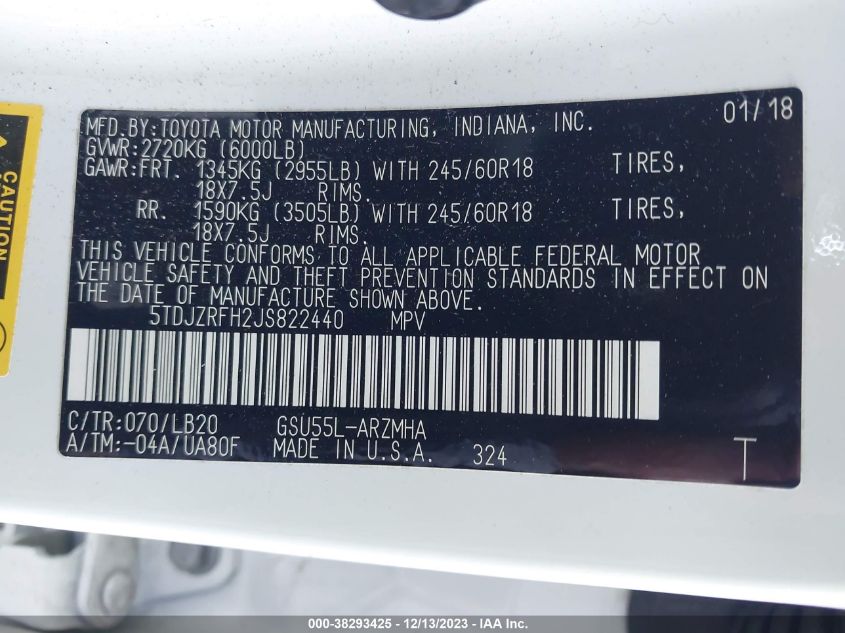 MFD.BY:TOYOTA MOTOR MANUFACTURING, INDIANA, INC. 01/18
GVWR:2720KG (6000LB)
GAWR:FRT. 1345KG (2955LB) WITH 245/60R18 TIRES,
18X7.5J RIMS.
RR. 1590KG (3505LB) WITH 245/60R18 TIRES,
18X7.5J RIMS.
THIS VEHICLE CONFORMS TO ALL APPLICABLE FEDERAL MOTOR
VEHICLE SAFETY AND THEFT PREVENTION STANDARDS IN EFFECT ON
THE DATE OF MANUFACTURE SHOWN ABOVE.
5TDJZRFH2JS822440 MPV
C/TR:070/LB20 GSU55L-ARZMHA
A/TM:-04A/UA80F MADE IN U.S.A. 324 T
CAUTION
000-38293425 - 12/13/2023 - IAA Inc.